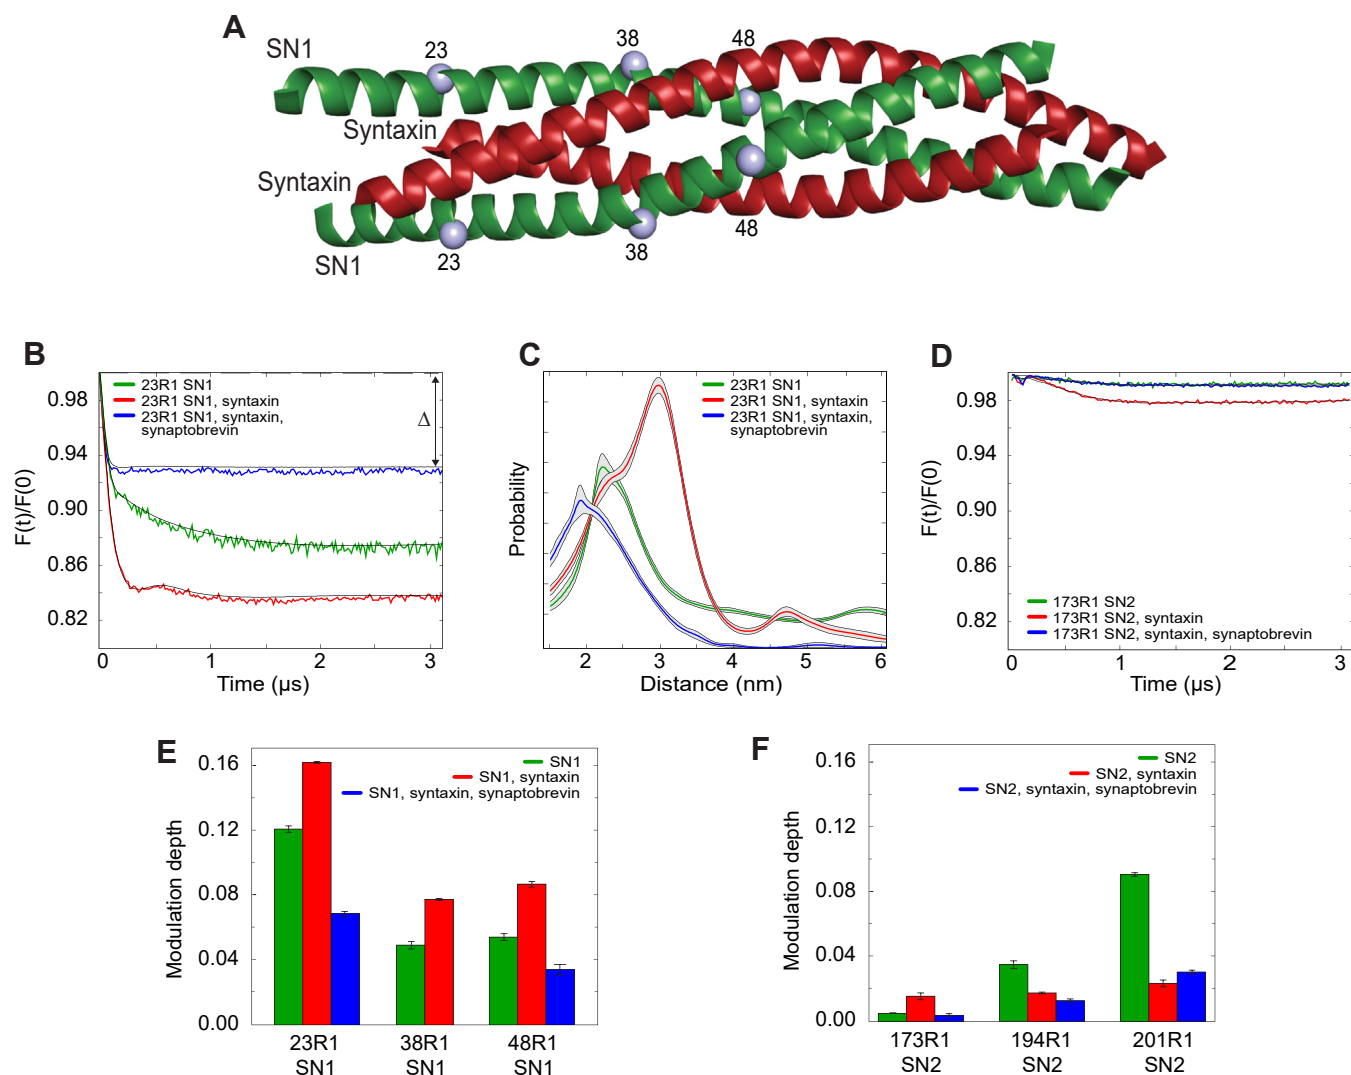 A
SN1
23
38
48
Syntaxin
Syntaxin
SN1
23
38
48
B
23R1 SN1
23R1 SN1, syntaxin
23R1 SN1, syntaxin,
synaptobrevin
Δ
0.98
0.94
0.90
0.86
0.82
F(t)/F(0)
0
1
2
3
Time (μs)
C
23R1 SN1
23R1 SN1, syntaxin
23R1 SN1, syntaxin,
synaptobrevin
Probability
2
3
4
5
6
Distance (nm)
D
0.98
0.94
0.90
0.86
0.82
F(t)/F(0)
173R1 SN2
173R1 SN2, syntaxin
173R1 SN2, syntaxin, synaptobrevin
0
1
2
3
Time (μs)
E
SN1
SN1, syntaxin
SN1, syntaxin, synaptobrevin
0.16
0.12
0.08
0.04
0.00
Modulation depth
23R1
SN1
38R1
SN1
48R1
SN1
F
SN2
SN2, syntaxin
SN2, syntaxin, synaptobrevin
0.16
0.12
0.08
0.04
0.00
Modulation depth
173R1
SN2
194R1
SN2
201R1
SN2